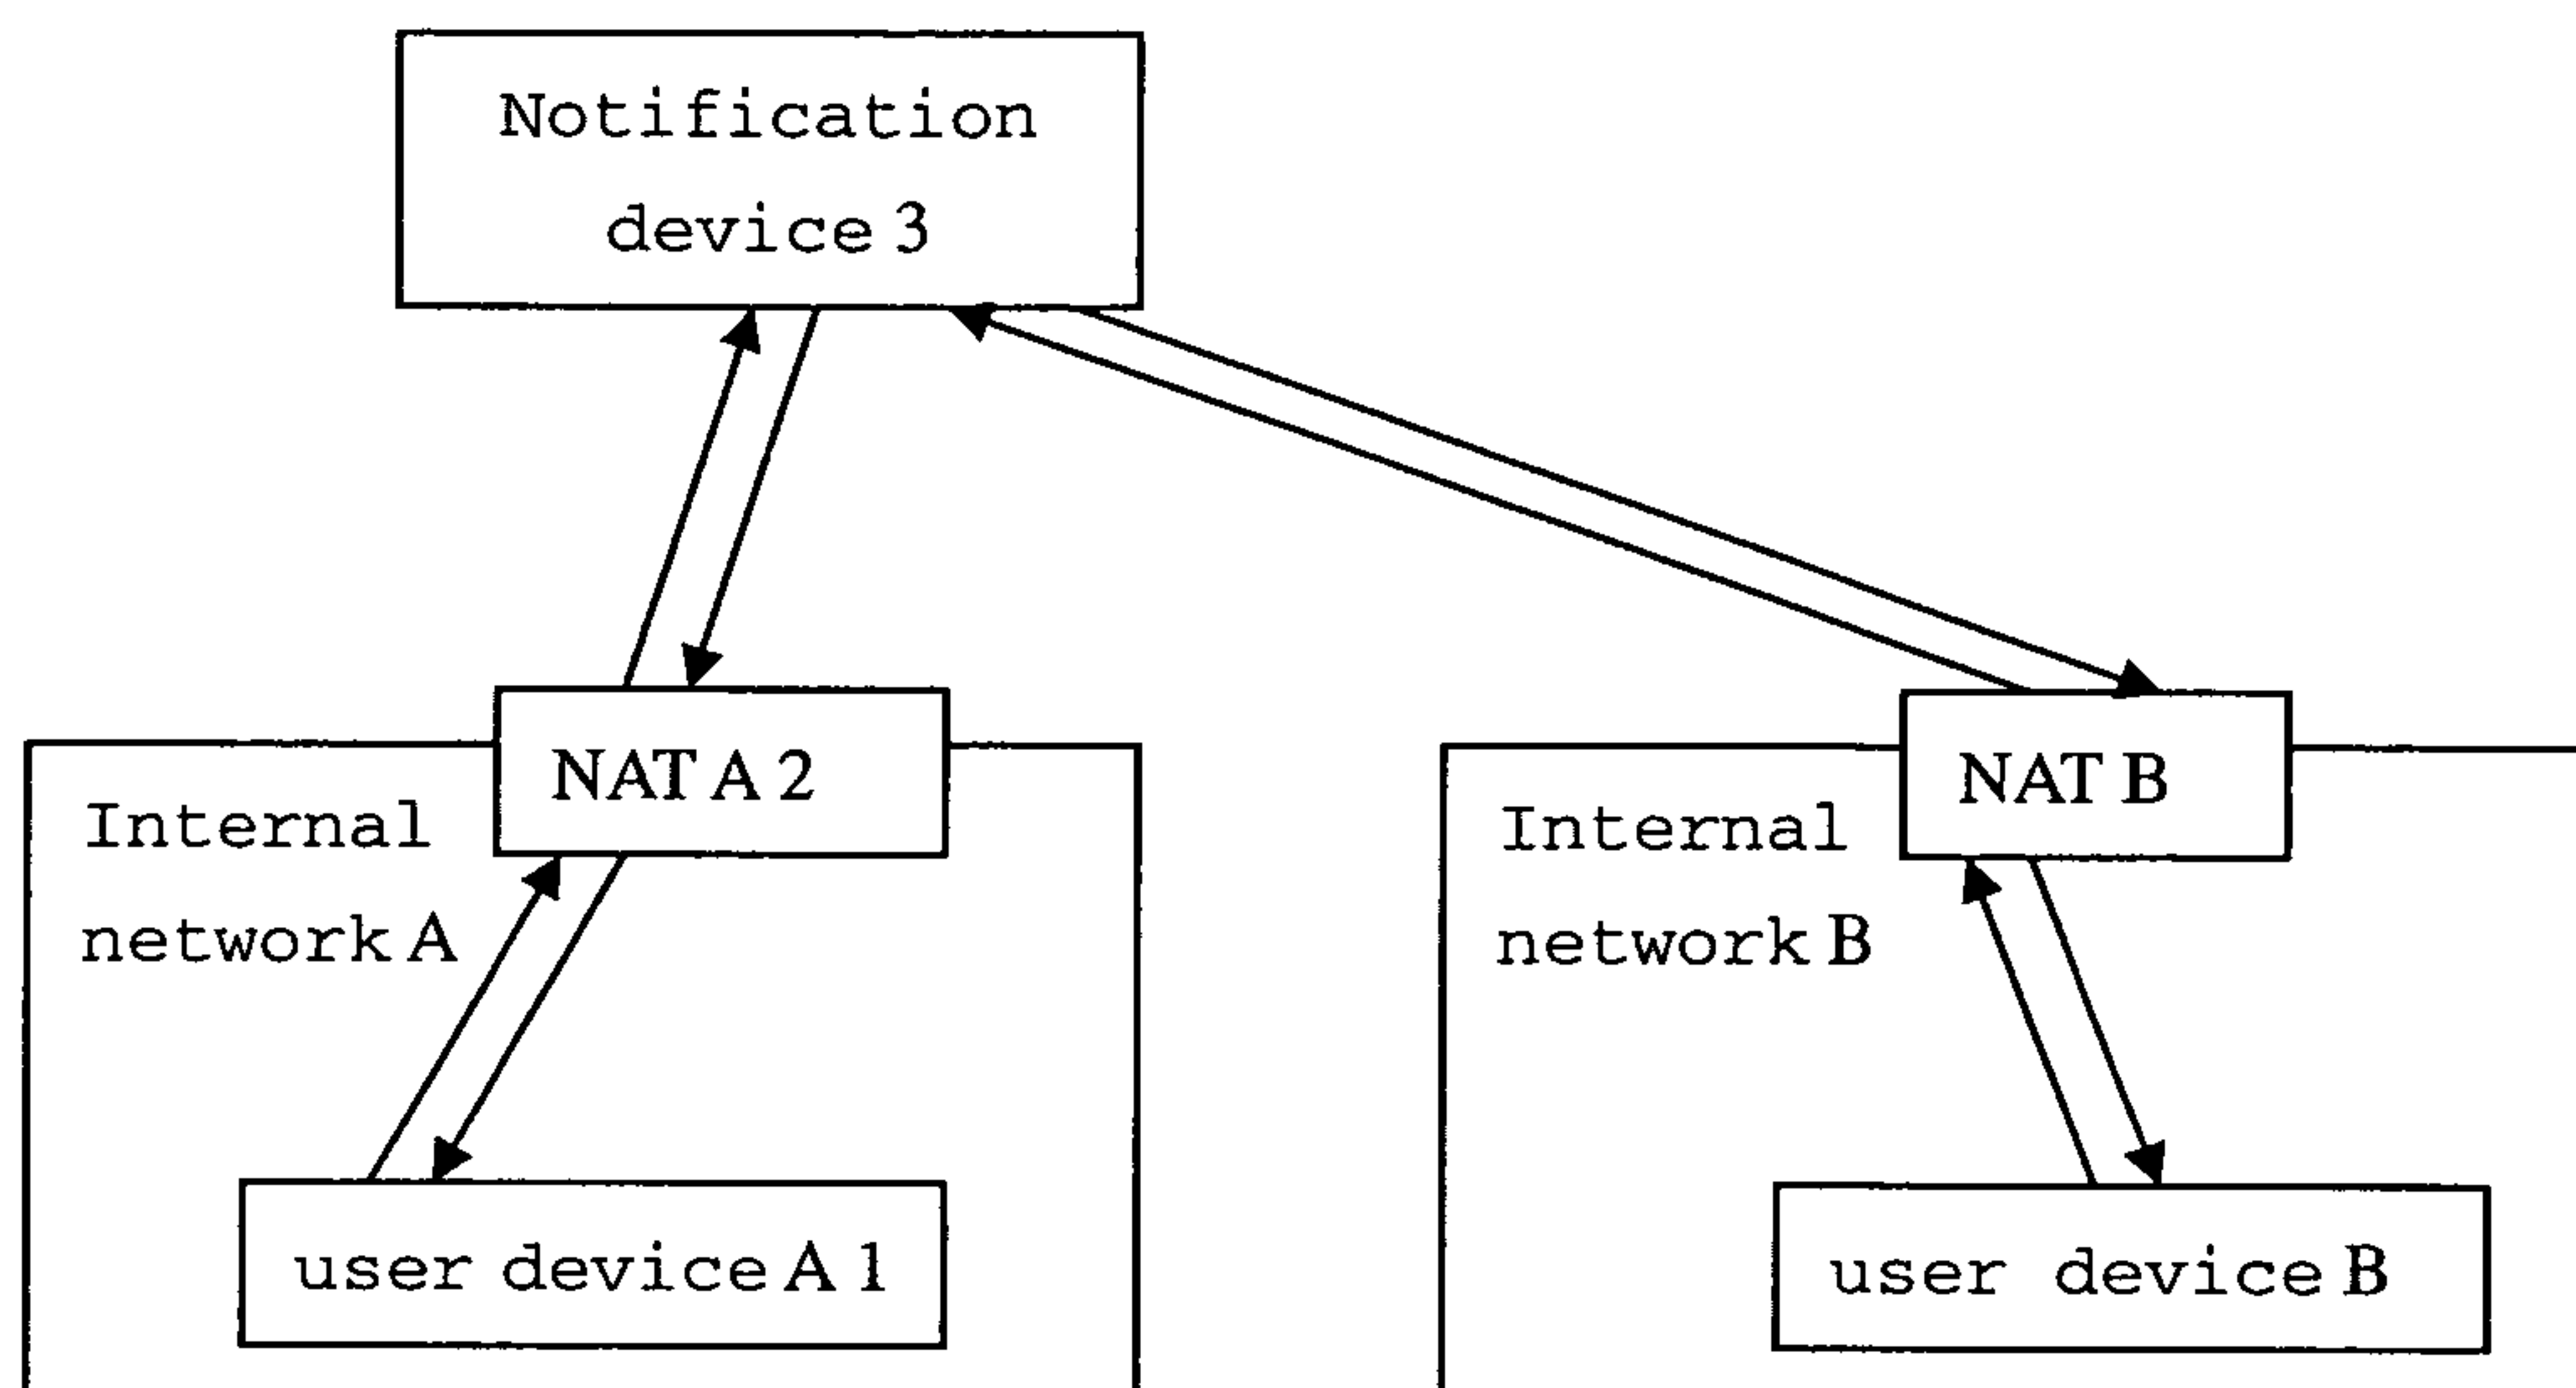 Notification
device 3
NAT A 2
Internal
network A
user device A 1
NAT B
Internal
network B
user device B